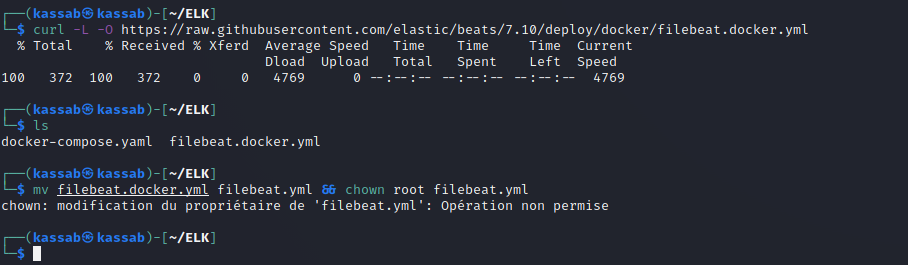 ┌──(kassab㉿kassab)-[~/ELK]
└─$ curl -L -O https://raw.githubusercontent.com/elastic/beats/7.10/deploy/docker/filebeat.docker.yml
  % Total    % Received % Xferd  Average Speed   Time    Time     Time  Current
                                 Dload  Upload   Total   Spent    Left  Speed
100   372  100   372    0     0   4769      0 --:--:-- --:--:-- --:--:--  4769
┌──(kassab㉿kassab)-[~/ELK]
└─$ ls
docker-compose.yaml  filebeat.docker.yml
┌──(kassab㉿kassab)-[~/ELK]
└─$ mv filebeat.docker.yml filebeat.yml && chown root filebeat.yml
chown: modification du propriétaire de 'filebeat.yml': Opération non permise
┌──(kassab㉿kassab)-[~/ELK]
└─$